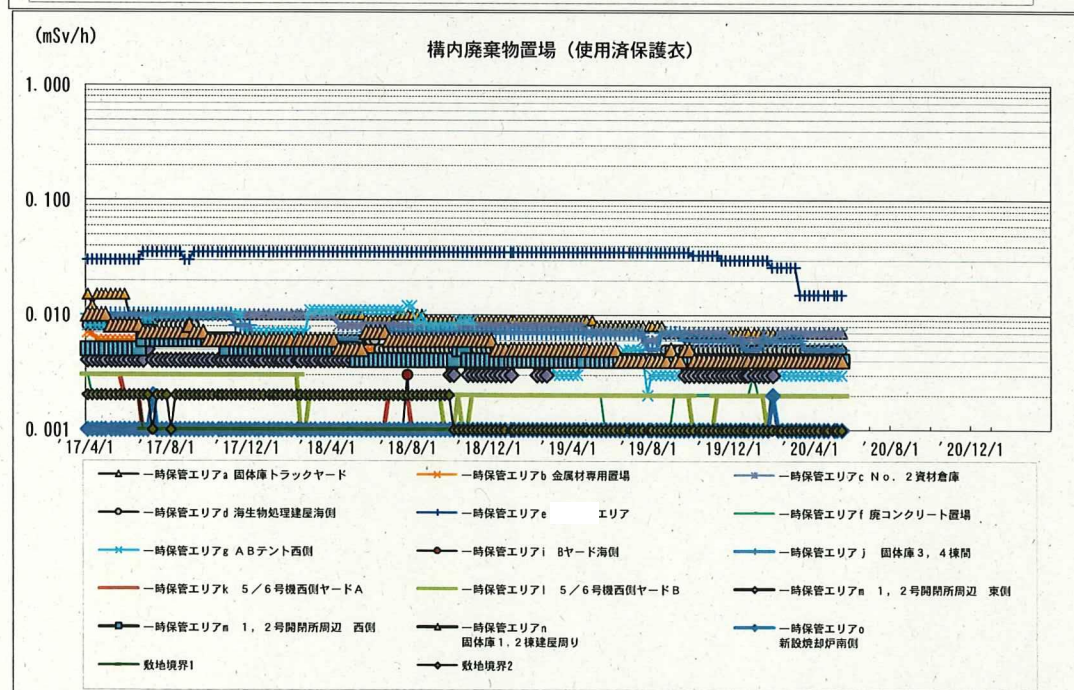 (mSv/h)
構内廃棄物置場（使用済保護衣）
1.000
0.100
0.010
0.001
'17/4/1 '17/8/1 '17/12/1 '18/4/1 '18/8/1 '18/12/1 '19/4/1 '19/8/1 '19/12/1 '20/4/1 '20/8/1 '20/12/1
一時保管エリアa 固体庫トラックヤード 一時保管エリアb 金属材専用置場 一時保管エリアc No.2資材倉庫
一時保管エリアd 海生物処理建屋海側 一時保管エリアe エリア 一時保管エリアf 廃コンクリート置場
一時保管エリアg ABテント西側 一時保管エリアi Bヤード海側 一時保管エリアj 固体庫3,4棟間
一時保管エリアk 5/6号機西側ヤードA 一時保管エリアl 5/6号機西側ヤードB 一時保管エリアm 1,2号開閉所周辺 東側
一時保管エリアm 1,2号開閉所周辺 西側 一時保管エリアn 一時保管エリアo
固体庫1,2棟建屋周り 新設焼却炉南側
敷地境界1 敷地境界2